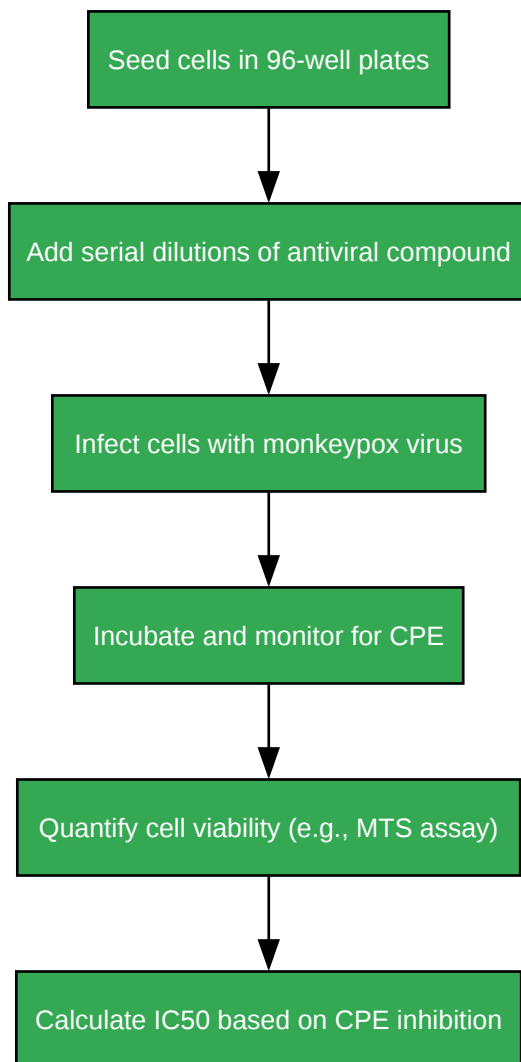 Seed cells in 96-well plates
Add serial dilutions of antiviral compound
Infect cells with monkeypox virus
Incubate and monitor for CPE
Quantify cell viability (e.g., MTS assay)
Calculate IC50 based on CPE inhibition